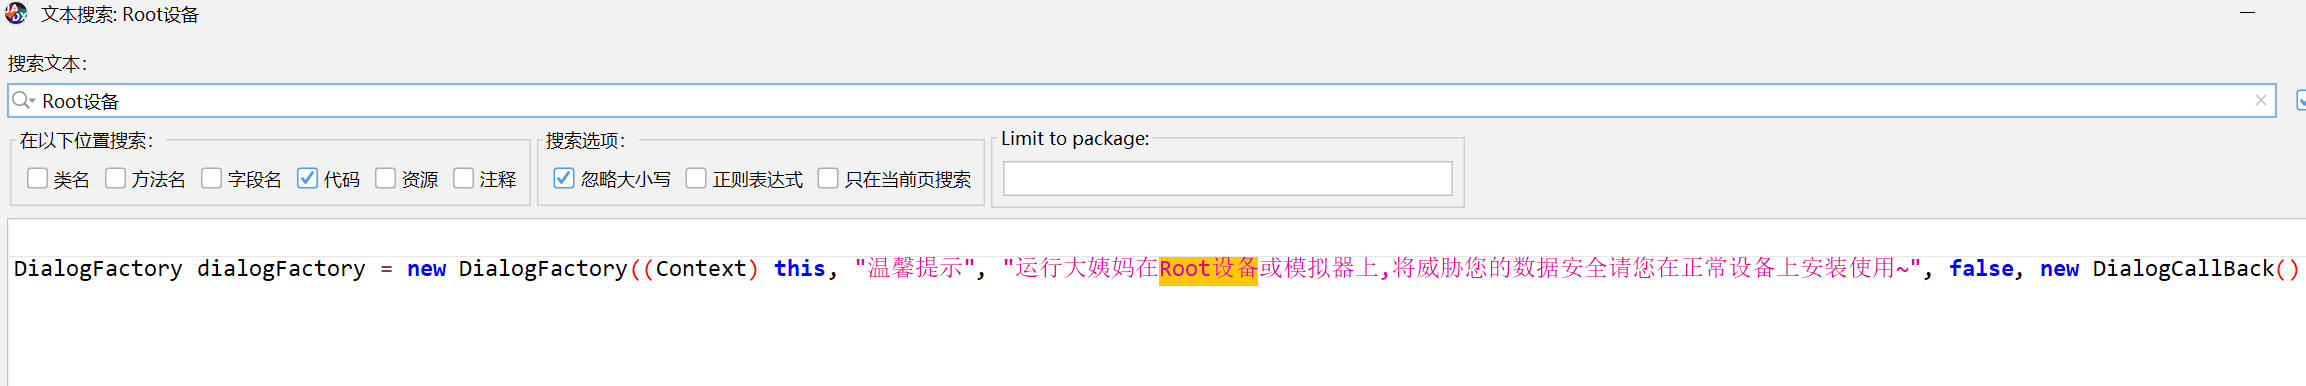 文本搜索: Root设备
搜索文本：
Root设备
在以下位置搜索：
类名 方法名 字段名 代码 资源 注释
搜索选项：
忽略大小写 正则表达式 只在当前页搜索
Limit to package:
DialogFactory dialogFactory = new DialogFactory((Context) this, "温馨提示", "运行大姨妈在Root设备或模拟器上,将威胁您的数据安全请您在正常设备上安装使用~", false, new DialogCallBack()